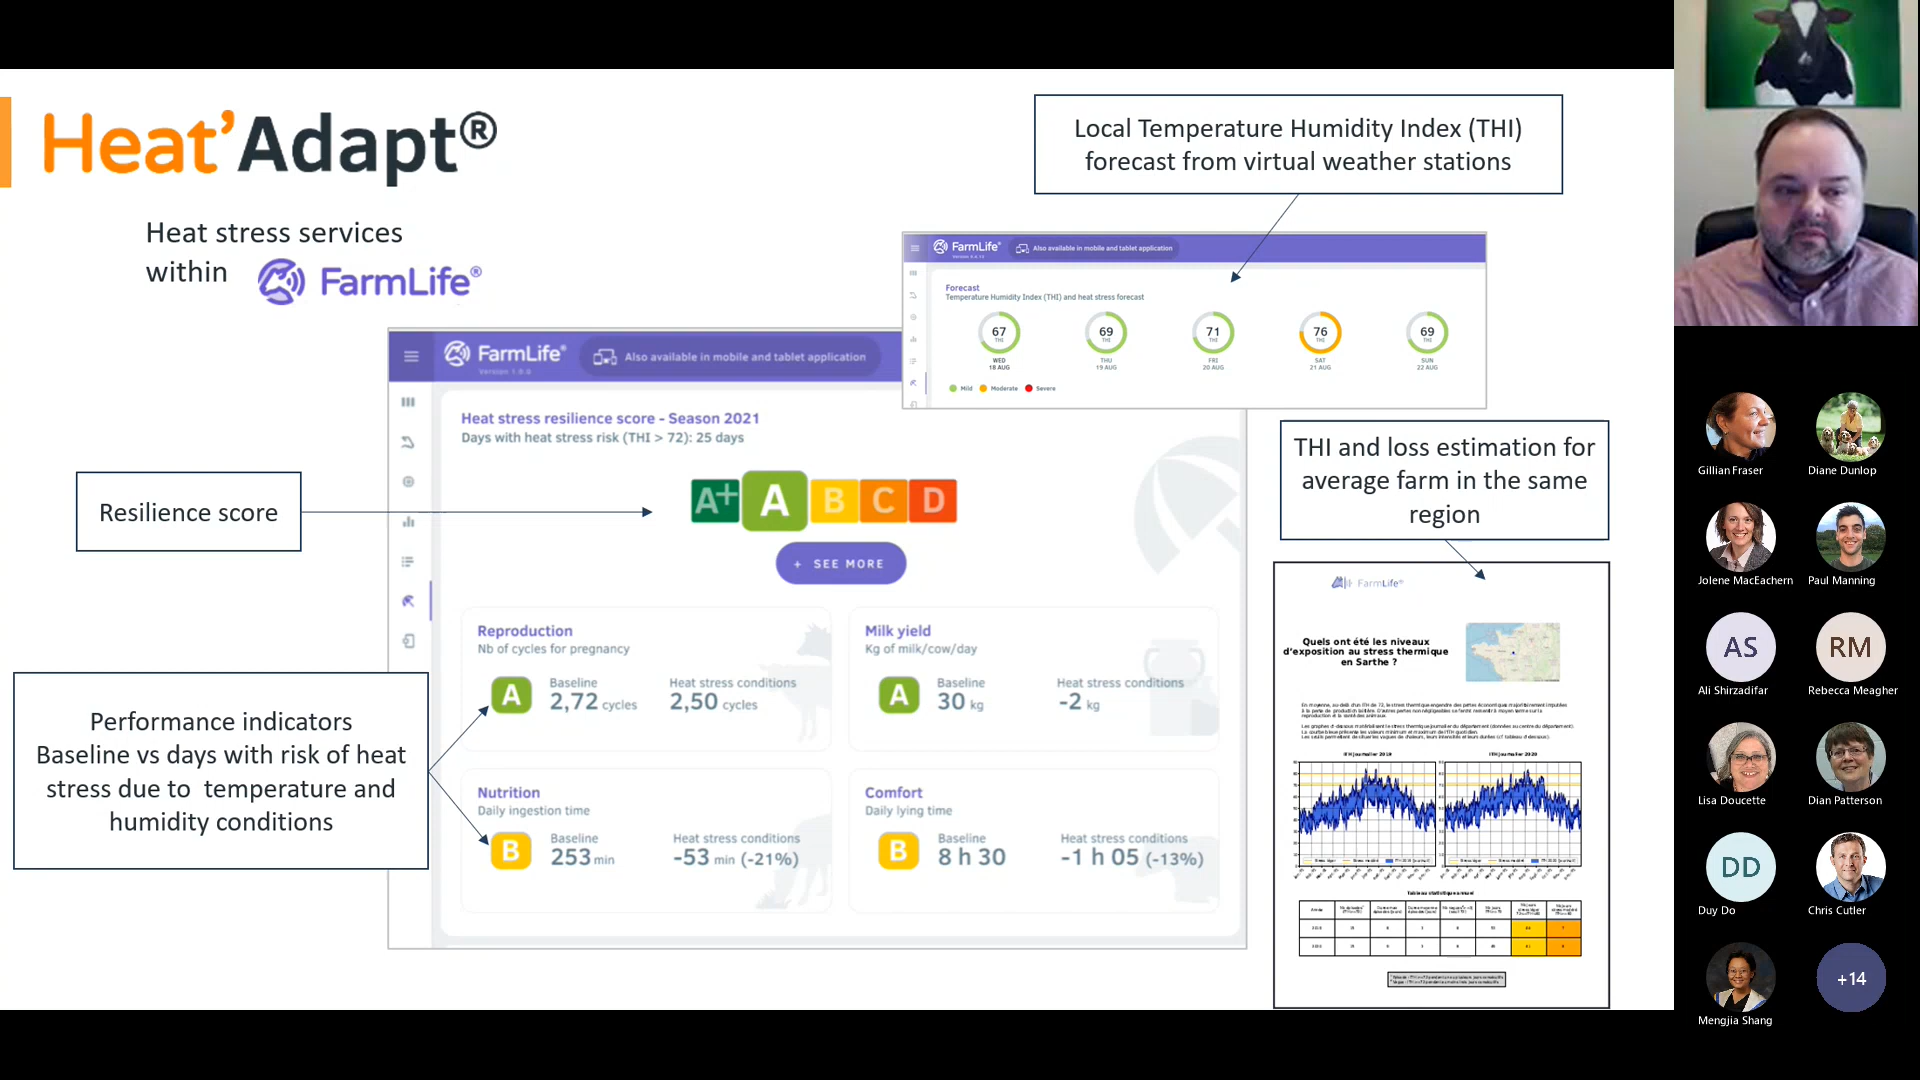 Heat'Adapt®
Heat stress services
within FarmLife®
Local Temperature Humidity Index (THI)
forecast from virtual weather stations
FarmLife®
Also available in mobile and tablet application
Forecast
Temperature Humidity Index (THI) and heat stress forecast
67 69 71 76 69
THI THI THI THI THI
WED THU FRI SAT SUN
18 AUG 19 AUG 20 AUG 21 AUG 22 AUG
Mild Moderate Severe
FarmLife®
Version 1.0.0
Also available in mobile and tablet application
Heat stress resilience score - Season 2021
Days with heat stress risk (THI > 72): 25 days
A+ A B C D
+ SEE MORE
Resilience score
Reproduction
Nb of cycles for pregnancy
Baseline Heat stress conditions
A 2,72 cycles 2,50 cycles
Milk yield
Kg of milk/cow/day
Baseline Heat stress conditions
A 30 kg -2 kg
Nutrition
Daily ingestion time
Baseline Heat stress conditions
B 253 min -53 min (-21%)
Comfort
Daily lying time
Baseline Heat stress conditions
B 8 h 30 -1 h 05 (-13%)
Performance indicators
Baseline vs days with risk of heat
stress due to temperature and
humidity conditions
THI and loss estimation for
average farm in the same
region
FarmLife®
Quels ont été les niveaux
d'exposition au stress thermique
en Sarthe ?
Gillian Fraser
Diane Dunlop
Jolene MacEachern
Paul Manning
AS
RM
Ali Shirzadifar
Rebecca Meagher
Lisa Doucette
Dian Patterson
DD
Duy Do
Chris Cutler
Mengjia Shang
+14